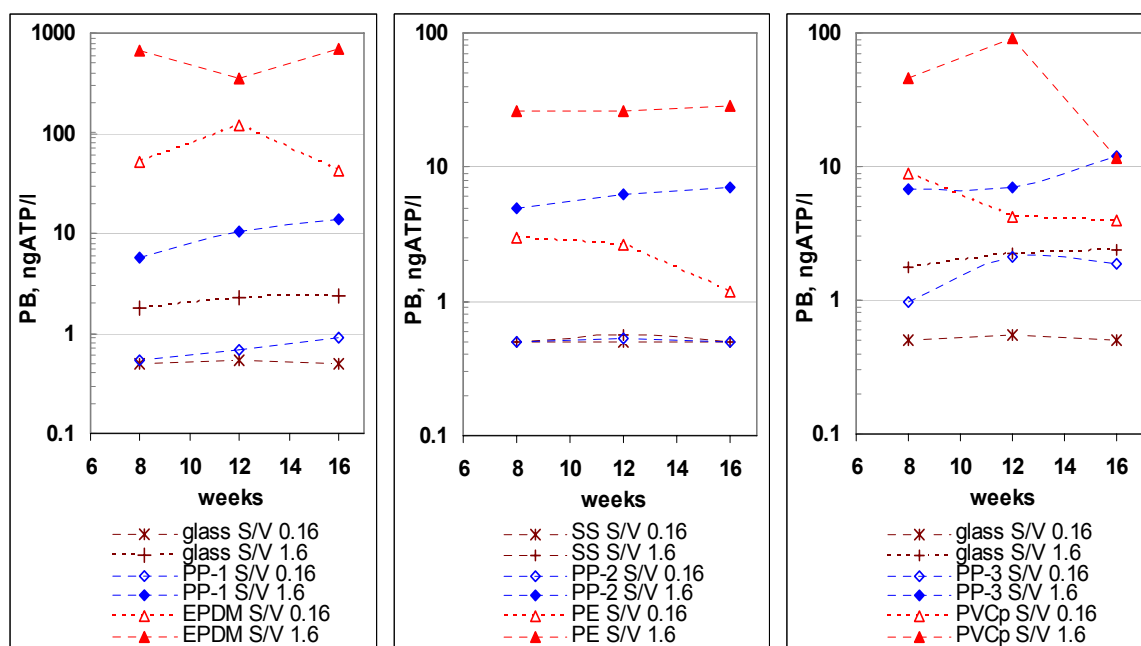 PB, ngATP/l
1000
100
10
1
0.1
6 8 10 12 14 16
weeks
glass S/V 0.16
glass S/V 1.6
PP-1 S/V 0.16
PP-1 S/V 1.6
EPDM S/V 0.16
EPDM S/V 1.6
PB, ngATP/l
100
10
1
0.1
6 8 10 12 14 16
weeks
SS S/V 0.16
SS S/V 1.6
PP-2 S/V 0.16
PP-2 S/V 1.6
PE S/V 0.16
PE S/V 1.6
PB, ngATP/l
100
10
1
0.1
6 8 10 12 14 16
weeks
glass S/V 0.16
glass S/V 1.6
PP-3 S/V 0.16
PP-3 S/V 1.6
PVCp S/V 0.16
PVCp S/V 1.6